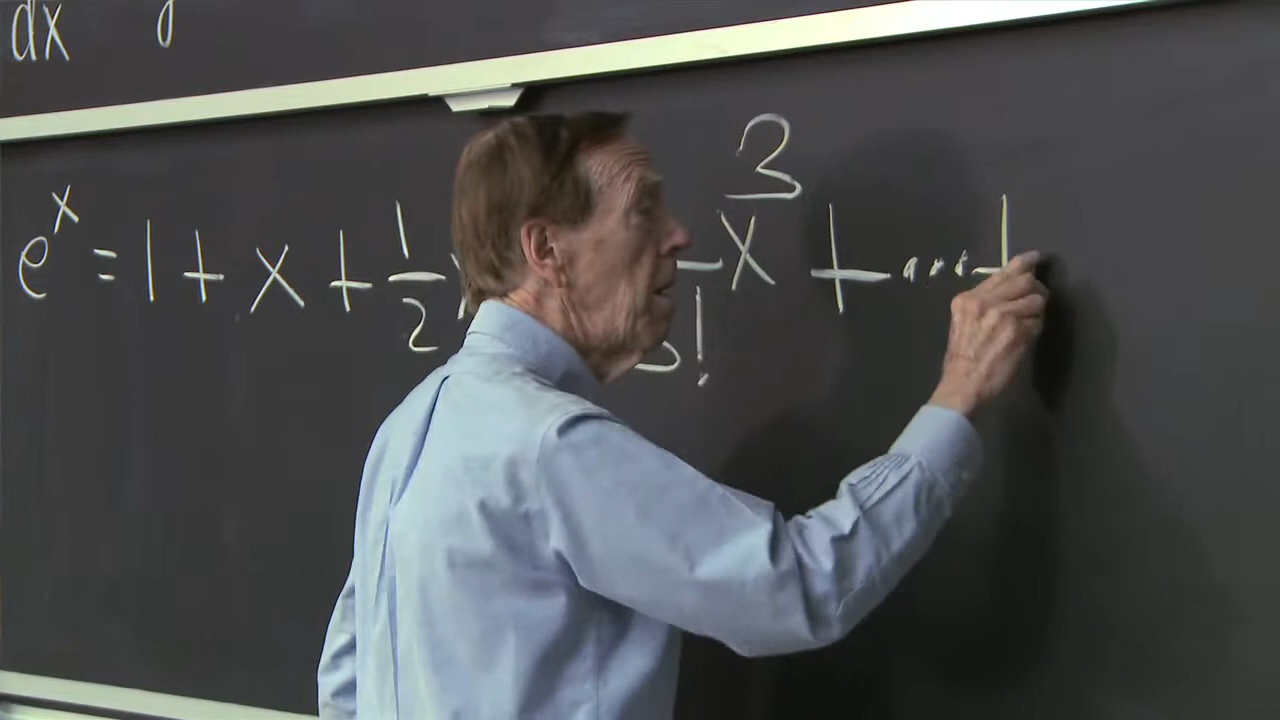 dx
e^x = 1 + x + 1/2 3! x^3 + ... 1